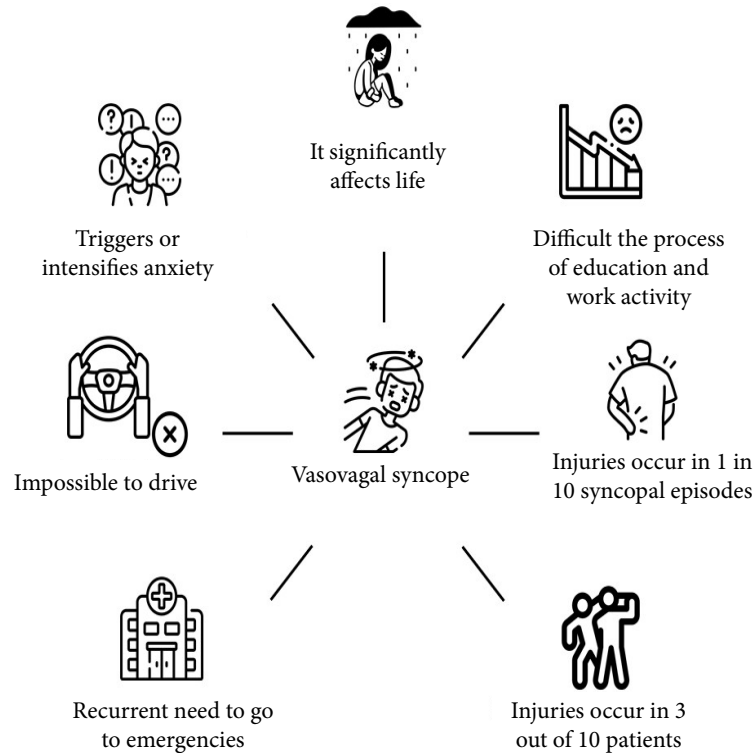 It significantly
affects life
Triggers or
intensifies anxiety
Difficult the process
of education and
work activity
Impossible to drive
Vasovagal syncope
Injuries occur in 1 in
10 syncopal episodes
Recurrent need to go
to emergencies
Injuries occur in 3
out of 10 patients